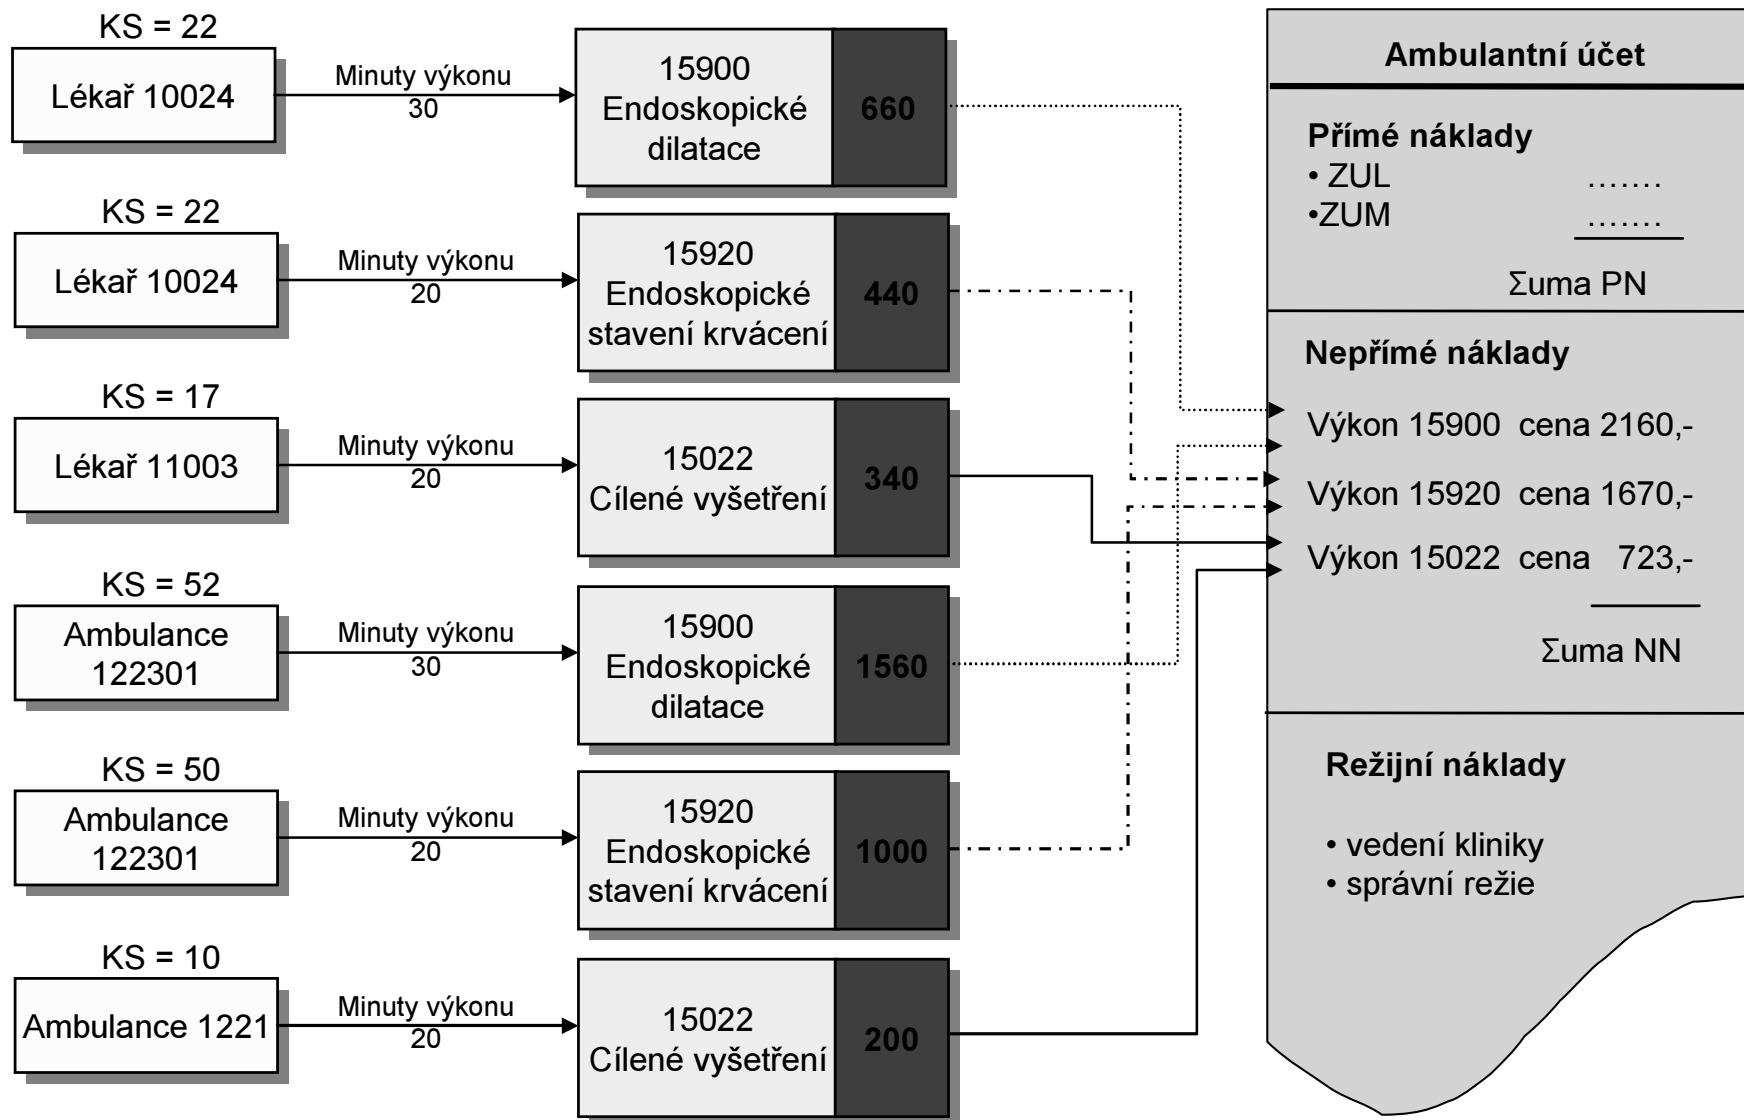 KS = 22
Lékař 10024
Minuty výkonu
30
15900
Endoskopické
dilatace
660
KS = 22
Lékař 10024
Minuty výkonu
20
15920
Endoskopické
stavení krvácení
440
KS = 17
Lékař 11003
Minuty výkonu
20
15022
Cílené vyšetření
340
KS = 52
Ambulance
122301
Minuty výkonu
30
15900
Endoskopické
dilatace
1560
KS = 50
Ambulance
122301
Minuty výkonu
20
15920
Endoskopické
stavení krvácení
1000
KS = 10
Ambulance 1221
Minuty výkonu
20
15022
Cílené vyšetření
200
Ambulantní účet
Přímé náklady
• ZUL .......
•ZUM .......
Σuma PN
Nepřímé náklady
Výkon 15900 cena 2160,-
Výkon 15920 cena 1670,-
Výkon 15022 cena 723,-
Σuma NN
Režijní náklady
• vedení kliniky
• správní režie